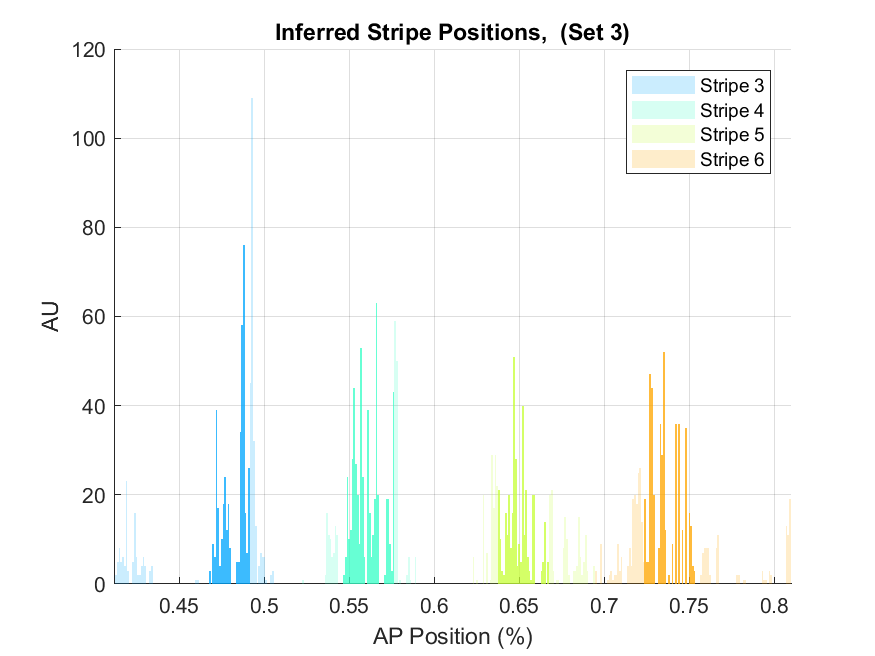 Inferred Stripe Positions,  (Set 3)
120
100
80
60
40
20
0
AU
Stripe 3
Stripe 4
Stripe 5
Stripe 6
0.45 0.5 0.55 0.6 0.65 0.7 0.75 0.8
AP Position (%)